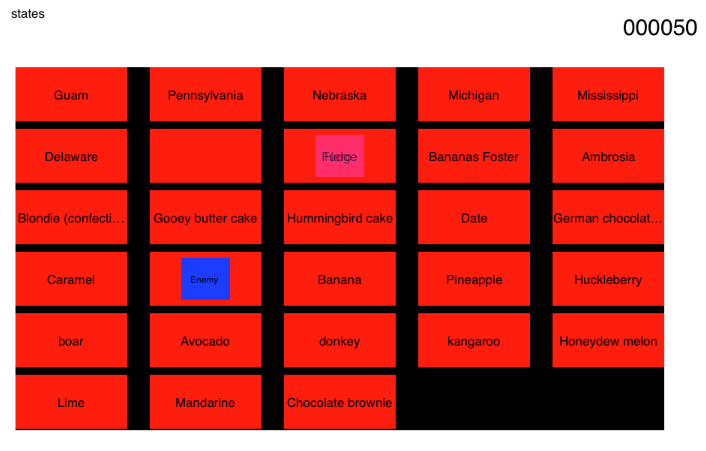 states
000050
Guam
Pennsylvania
Nebraska
Michigan
Mississippi
Delaware
Bananas Foster
Ambrosia
Blondie (confecti...
Gooey butter cake
Hummingbird cake
Date
German chocolat...
Caramel
Enemy
Banana
Pineapple
Huckleberry
boar
Avocado
donkey
kangaroo
Honeydew melon
Lime
Mandarine
Chocolate brownie